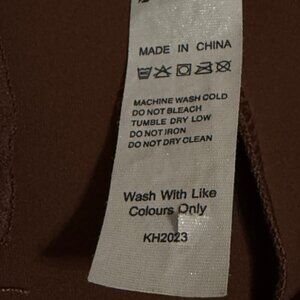 MADE IN CHINA
MACHINE WASH COLD
DO NOT BLEACH
TUMBLE DRY LOW
DO NOT IRON
DO NOT DRY CLEAN
Wash With Like
Colours Only
KH2023